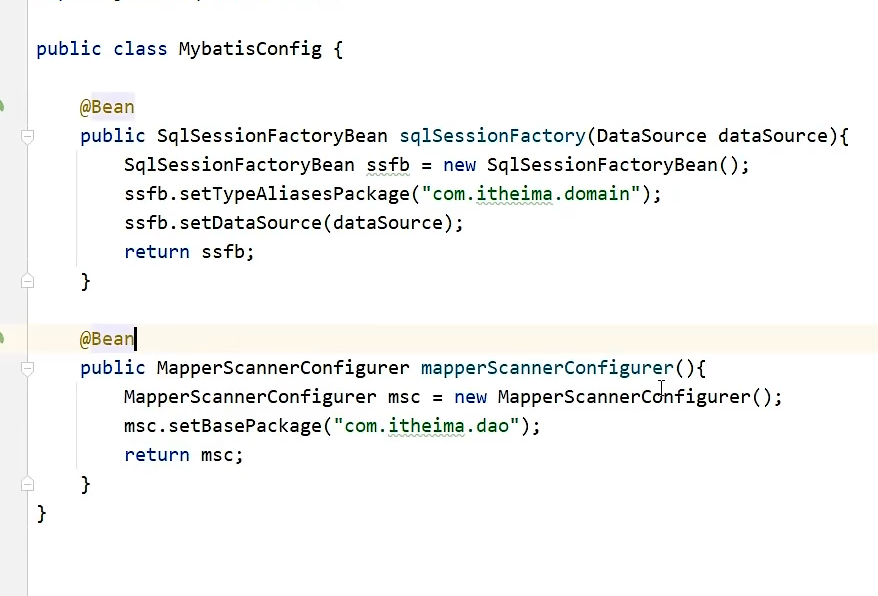 public class MybatisConfig {
@Bean
public SqlSessionFactoryBean sqlSessionFactory(DataSource dataSource){
SqlSessionFactoryBean ssfb = new SqlSessionFactoryBean();
ssfb.setTypeAliasesPackage("com.itheima.domain");
ssfb.setDataSource(dataSource);
return ssfb;
}
@Bean
public MapperScannerConfigurer mapperScannerConfigurer(){
MapperScannerConfigurer msc = new MapperScannerConfigurer();
msc.setBasePackage("com.itheima.dao");
return msc;
}
}